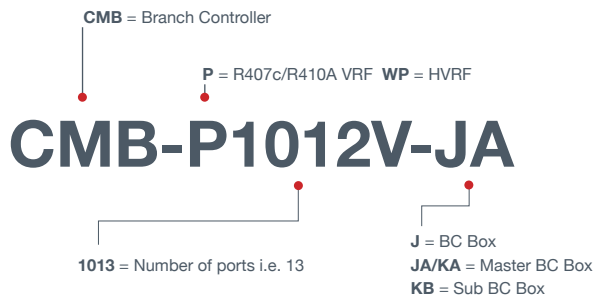 CMB = Branch Controller
P = R407c/R410A VRF WP = HVRF
CMB-P1012V-JA
1013 = Number of ports i.e. 13
J = BC Box
JA/KA = Master BC Box
KB = Sub BC Box